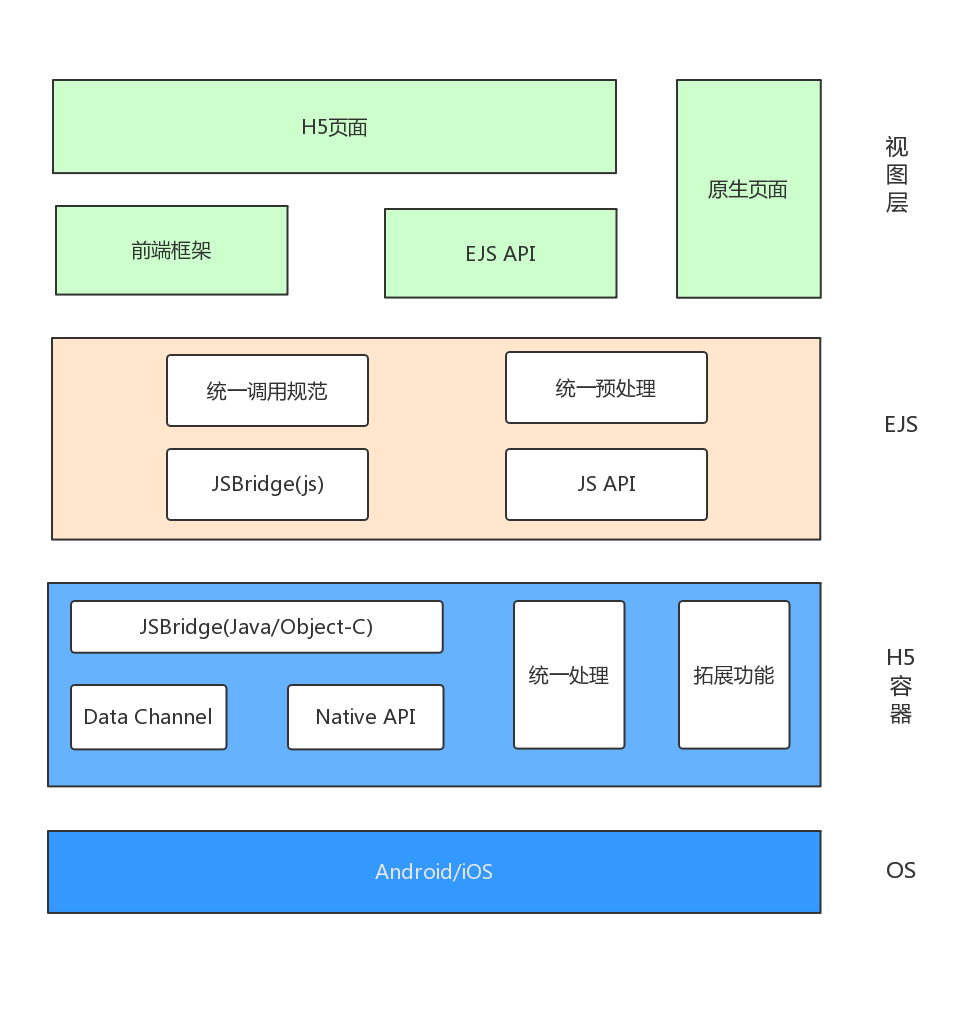 H5页面
原生页面
前端框架
EJS API
视
图
层
统一调用规范
统一预处理
JSBridge(js)
JS API
EJS
JSBridge(Java/Object-C)
统一处理
拓展功能
Data Channel
Native API
H5
容
器
Android/iOS
OS